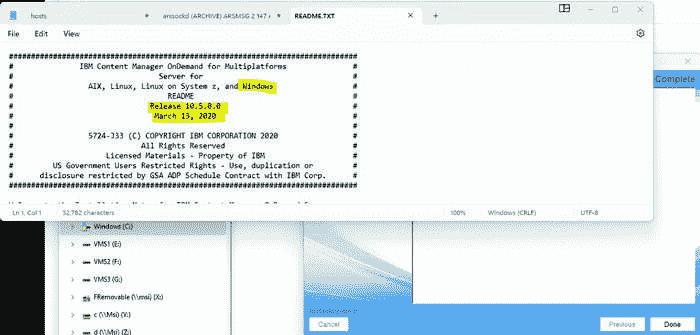 hosts
arssockd (ARCHIVE) ARSMSG 2 147
README.TXT
File Edit View
################################################################
# IBM Content Manager OnDemand for Multiplatforms #
# Server for #
# AIX, Linux, Linux on System z, and Windows #
# README #
# Release 10.5.0.0 #
# March 13, 2020 #
# #
# 5724-J33 (C) COPYRIGHT IBM CORPORATION 2020 #
# All Rights Reserved #
# Licensed Materials - Property of IBM #
# US Government Users Restricted Rights - Use, duplication or #
# disclosure restricted by GSA ADP Schedule Contract with IBM Corp. #
################################################################
Complete
Ln 1, Col 1 52,782 characters 100% Windows (CRLF) UTF-8
Windows (C:)
VMS1 (E:)
VMS2 (F:)
VMS3 (G:)
FRemovable (\\msi) (X:)
c (\\Msi) (Y:)
d (\\Msi) (Z:)
Cancel Previous Done